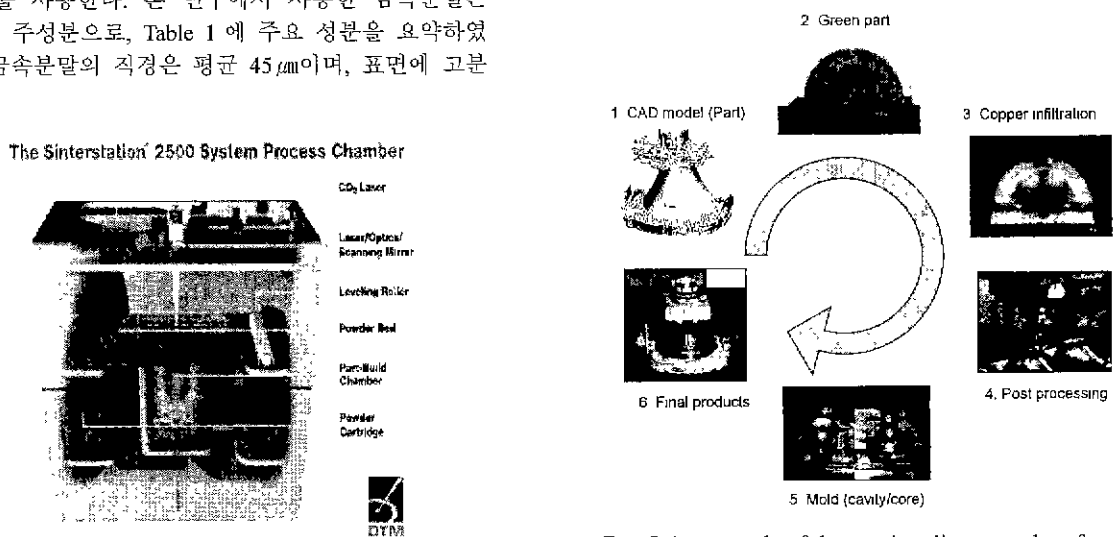 를 사용한다. 본 연구에서 사용한 금속분말은
주성분으로, Table 1 에 주요 성분을 요약하였
금속분말의 직경은 평균 45㎛이며, 표면에 고분
The Sinterstation 2500 System Process Chamber
CO₂ Laser
Laser/Optics/
Scanning Mirror
Leveling Roller
Powder Bed
Part-Build
Chamber
Powder
Cartridge
DTM
2 Green part
1 CAD model (Part)
3 Copper infiltration
4. Post processing
6 Final products
5 Mold (cavity/core)